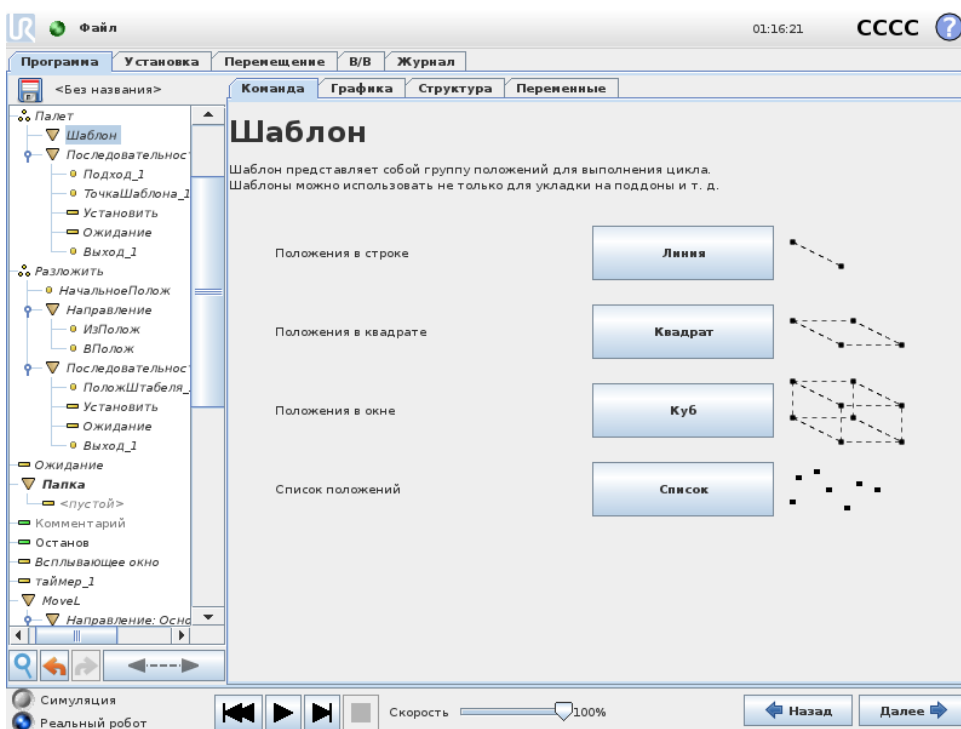 UR Файл 01:16:21 CCCC ?
Программа Установка Перемещение В/В Журнал
<Без названия>
Команда Графика Структура Переменные
Палет
Шаблон
Последовательнос
Подход_1
ТочкаШаблона_1
Установить
Ожидание
Выход_1
Разложить
НачальноеПолож
Направление
ИзПолож
ВПолож
Последовательнос
ПоложШтабеля_
Установить
Ожидание
Выход_1
Ожидание
Папка
<пустой>
Комментарий
Останов
Всплывающее окно
таймер_1
MoveL
Направление: Осно
Шаблон
Шаблон представляет собой группу положений для выполнения цикла.
Шаблоны можно использовать не только для укладки на поддоны и т. д.
Положения в строке Линия
Положения в квадрате Квадрат
Положения в окне Куб
Список положений Список
Симуляция
Реальный робот
Скорость 100%
Назад Далее